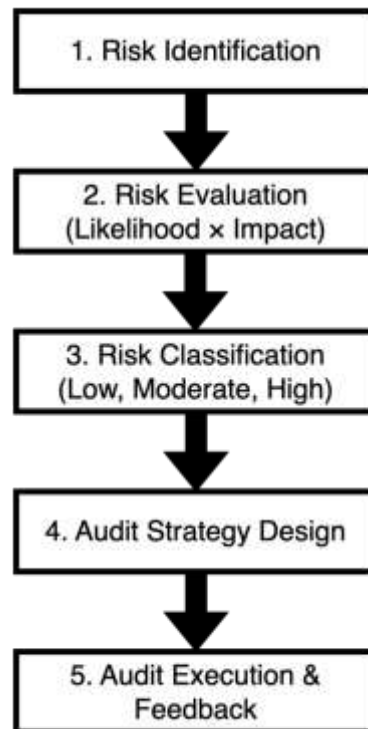 1. Risk Identification
2. Risk Evaluation
(Likelihood × Impact)
3. Risk Classification
(Low, Moderate, High)
4. Audit Strategy Design
5. Audit Execution &
Feedback